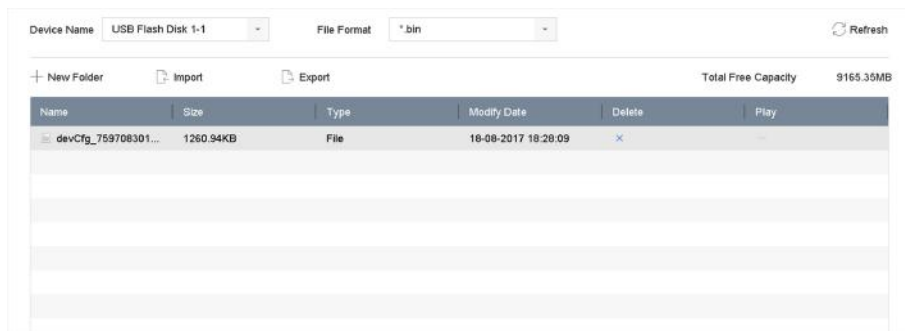 Device Name USB Flash Disk 1-1 File Format *.bin Refresh
New Folder Import Export Total Free Capacity 9165.35MB
Name Size Type Modify Date Delete Play
devCfg_759708301... 1260.94KB File 18-08-2017 18:28:09